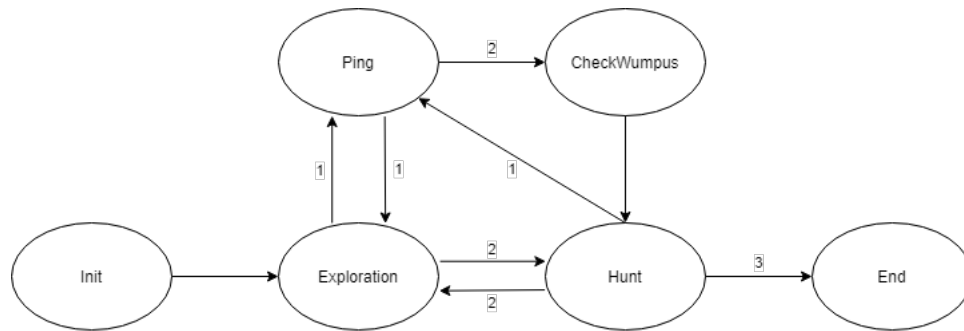 Ping
2
CheckWumpus
1
1
1
Init
Exploration
2
2
Hunt
3
End